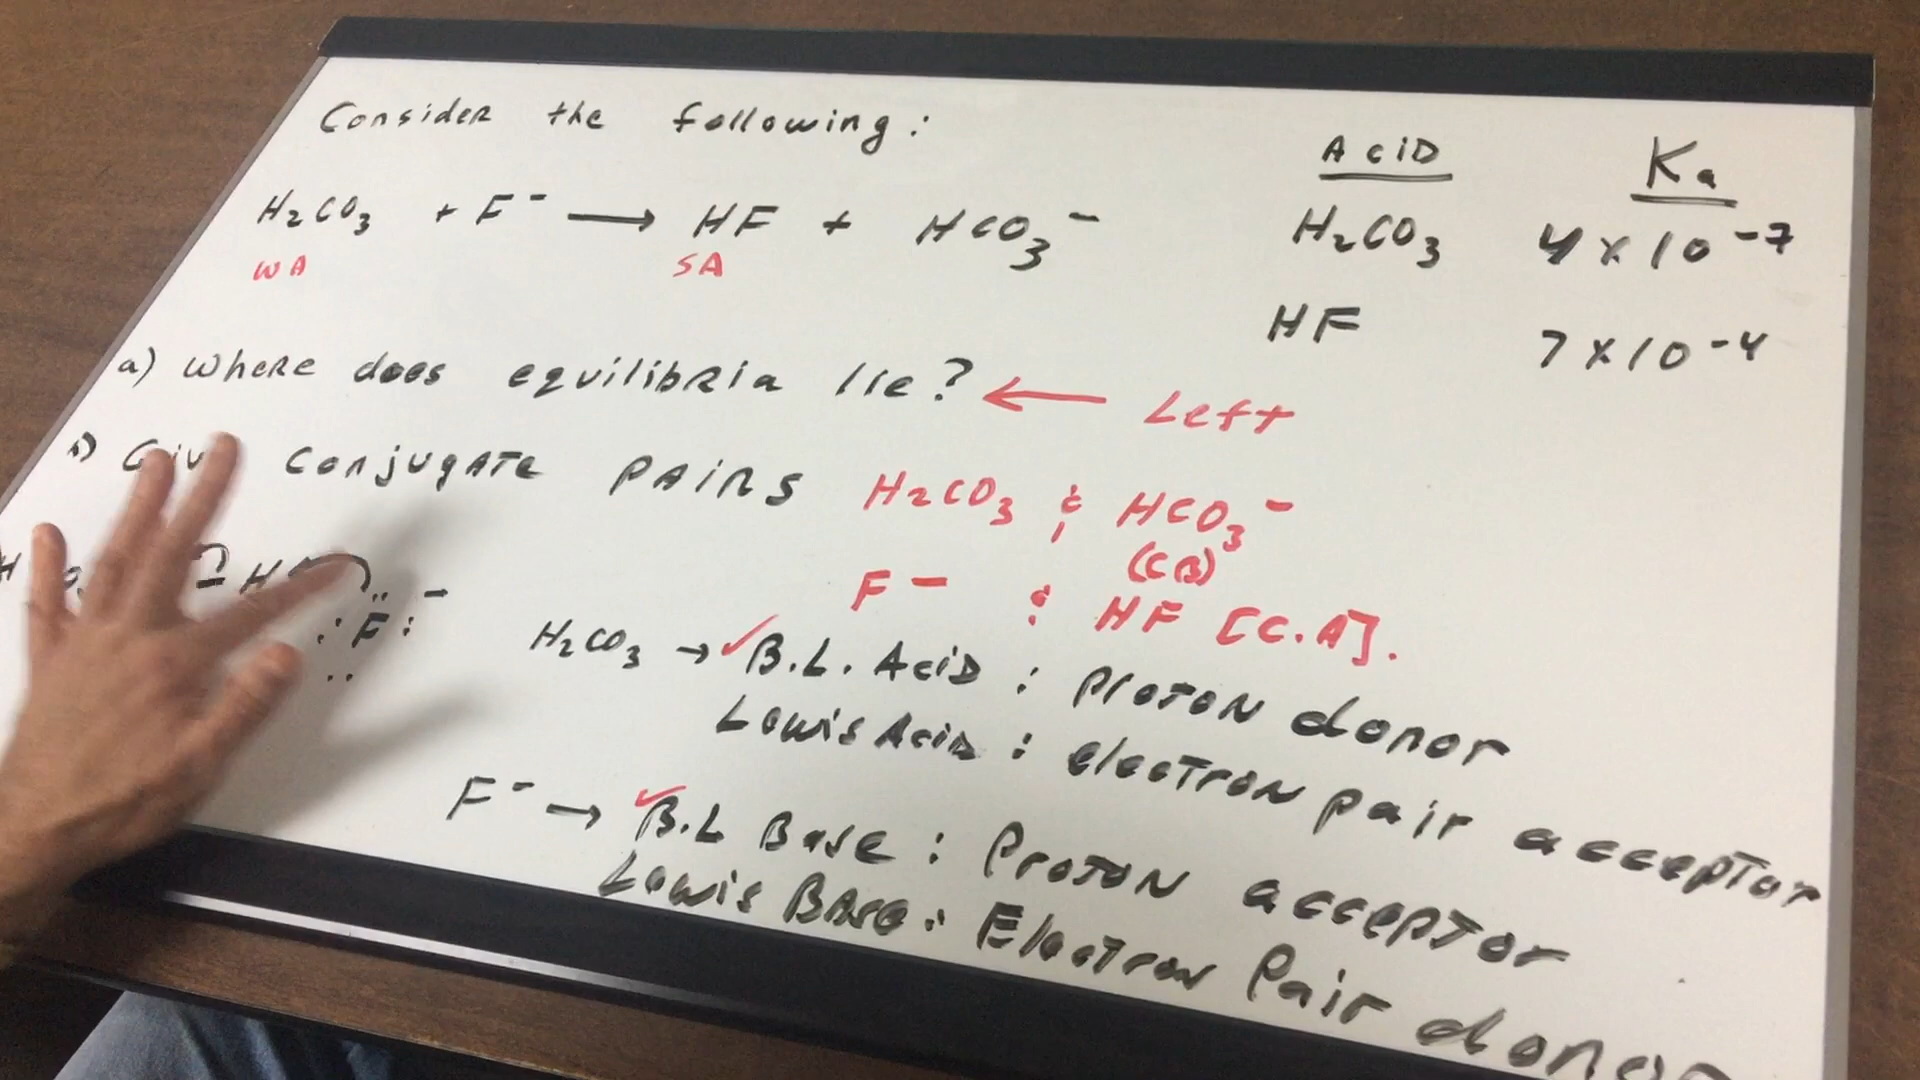 Consider the following:
H₂CO₃ + F⁻ → HF + HCO₃⁻
WA SA
Acid Ka
H₂CO₃ 4 x 10⁻⁷
HF 7 x 10⁻⁴
a) Where does equilibria lie? ← Left
conjugate pairs H₂CO₃ & HCO₃⁻
(CB)
F⁻ & HF [C.A].
H
:F: ⁻
H₂CO₃ → ✓ B.L. Acid : Proton donor
Lewis Acid : electron pair acceptor
F⁻ → ✓ B.L Base : Proton acceptor
Lewis Base : Electron Pair